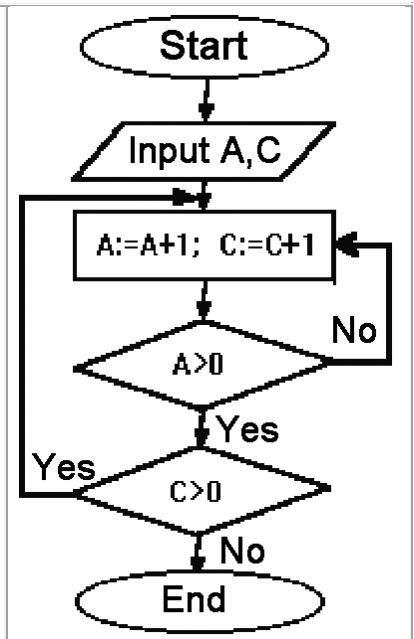 Start
Input A,C
A:=A+1; C:=C+1
No
A>0
Yes
Yes
C>0
No
End